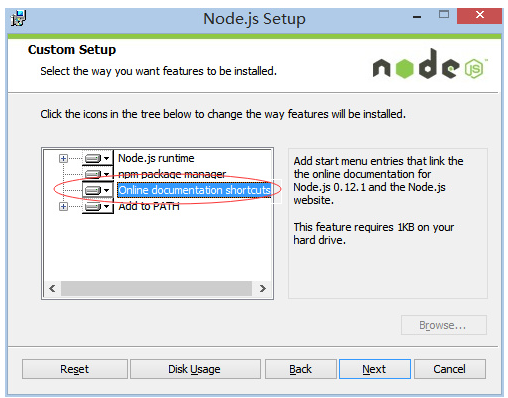 Node.js Setup
Custom Setup
Select the way you want features to be installed.
node
JS
Click the icons in the tree below to change the way features will be installed.
Node.js runtime
npm package manager
Online documentation shortcuts
Add to PATH
Add start menu entries that link the
the online documentation for
Node.js 0.12.1 and the Node.js
website.
This feature requires 1KB on your
hard drive.
Browse...
Reset
Disk Usage
Back
Next
Cancel